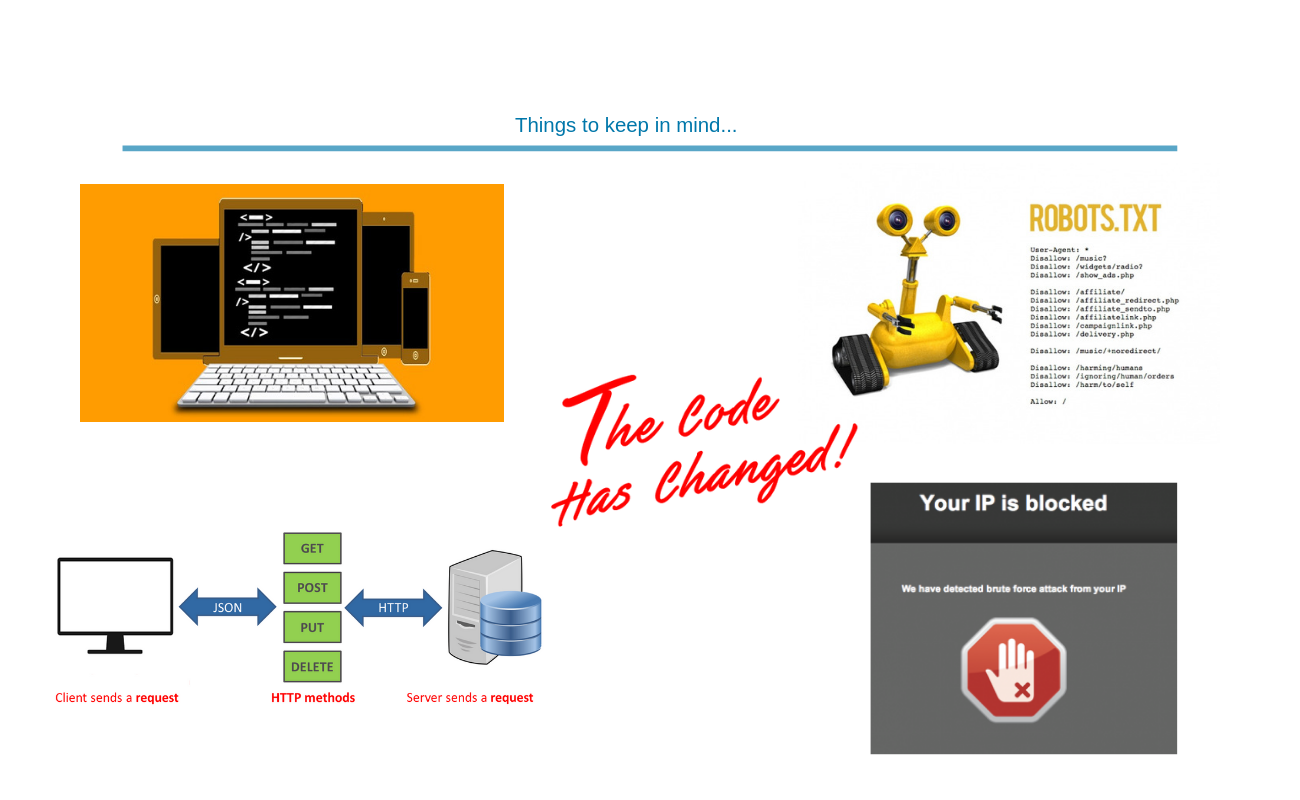 Things to keep in mind...
< >
/>
</>
< >
/>
</>
ROBOTS.TXT
User-Agent: *
Disallow: /music?
Disallow: /widgets/radio?
Disallow: /show_ads.php
Disallow: /affiliate/
Disallow: /affiliate_redirect.php
Disallow: /affiliate_sendto.php
Disallow: /affiliatelink.php
Disallow: /campaignlink.php
Disallow: /delivery.php
Disallow: /music/+noredirect/
Disallow: /harming/humans
Disallow: /ignoring/human/orders
Disallow: /harm/to/self
Allow: /
The Code
Has Changed!
GET
POST
PUT
DELETE
JSON
HTTP
Client sends a request
HTTP methods
Server sends a request
Your IP is blocked
We have detected brute force attack from your IP